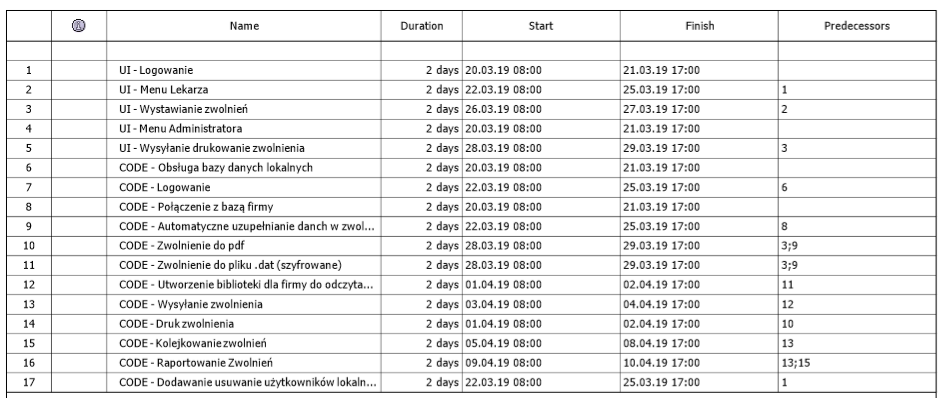 Name Duration Start Finish Predecessors
1 UI - Logowanie 2 days 20.03.19 08:00 21.03.19 17:00
2 UI - Menu Lekarza 2 days 22.03.19 08:00 25.03.19 17:00 1
3 UI - Wystawianie zwolnień 2 days 26.03.19 08:00 27.03.19 17:00 2
4 UI - Menu Administratora 2 days 20.03.19 08:00 21.03.19 17:00
5 UI - Wysyłanie drukowanie zwolnienia 2 days 28.03.19 08:00 29.03.19 17:00 3
6 CODE - Obsługa bazy danych lokalnych 2 days 20.03.19 08:00 21.03.19 17:00
7 CODE - Logowanie 2 days 22.03.19 08:00 25.03.19 17:00 6
8 CODE - Połączenie z bazą firmy 2 days 20.03.19 08:00 21.03.19 17:00
9 CODE - Automatyczne uzupełnianie danch w zwol... 2 days 22.03.19 08:00 25.03.19 17:00 8
10 CODE - Zwolnienie do pdf 2 days 28.03.19 08:00 29.03.19 17:00 3;9
11 CODE - Zwolnienie do pliku .dat (szyfrowane) 2 days 28.03.19 08:00 29.03.19 17:00 3;9
12 CODE - Utworzenie biblioteki dla firmy do odczyta... 2 days 01.04.19 08:00 02.04.19 17:00 11
13 CODE - Wysyłanie zwolnienia 2 days 03.04.19 08:00 04.04.19 17:00 12
14 CODE - Druk zwolnienia 2 days 01.04.19 08:00 02.04.19 17:00 10
15 CODE - Kolejkowanie zwolnień 2 days 05.04.19 08:00 08.04.19 17:00 13
16 CODE - Raportowanie Zwolnień 2 days 09.04.19 08:00 10.04.19 17:00 13;15
17 CODE - Dodawanie usuwanie użytkowników lokaln... 2 days 22.03.19 08:00 25.03.19 17:00 1